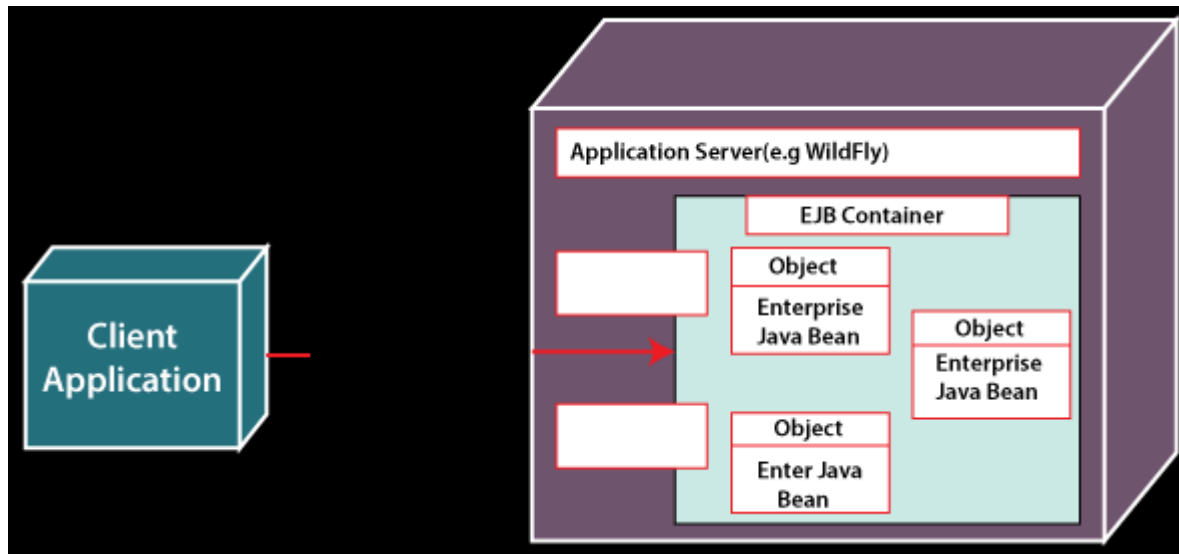 Application Server(e.g WildFly)
EJB Container
Client
Application
Object
Enterprise
Java Bean
Object
Enterprise
Java Bean
Object
Enter Java
Bean